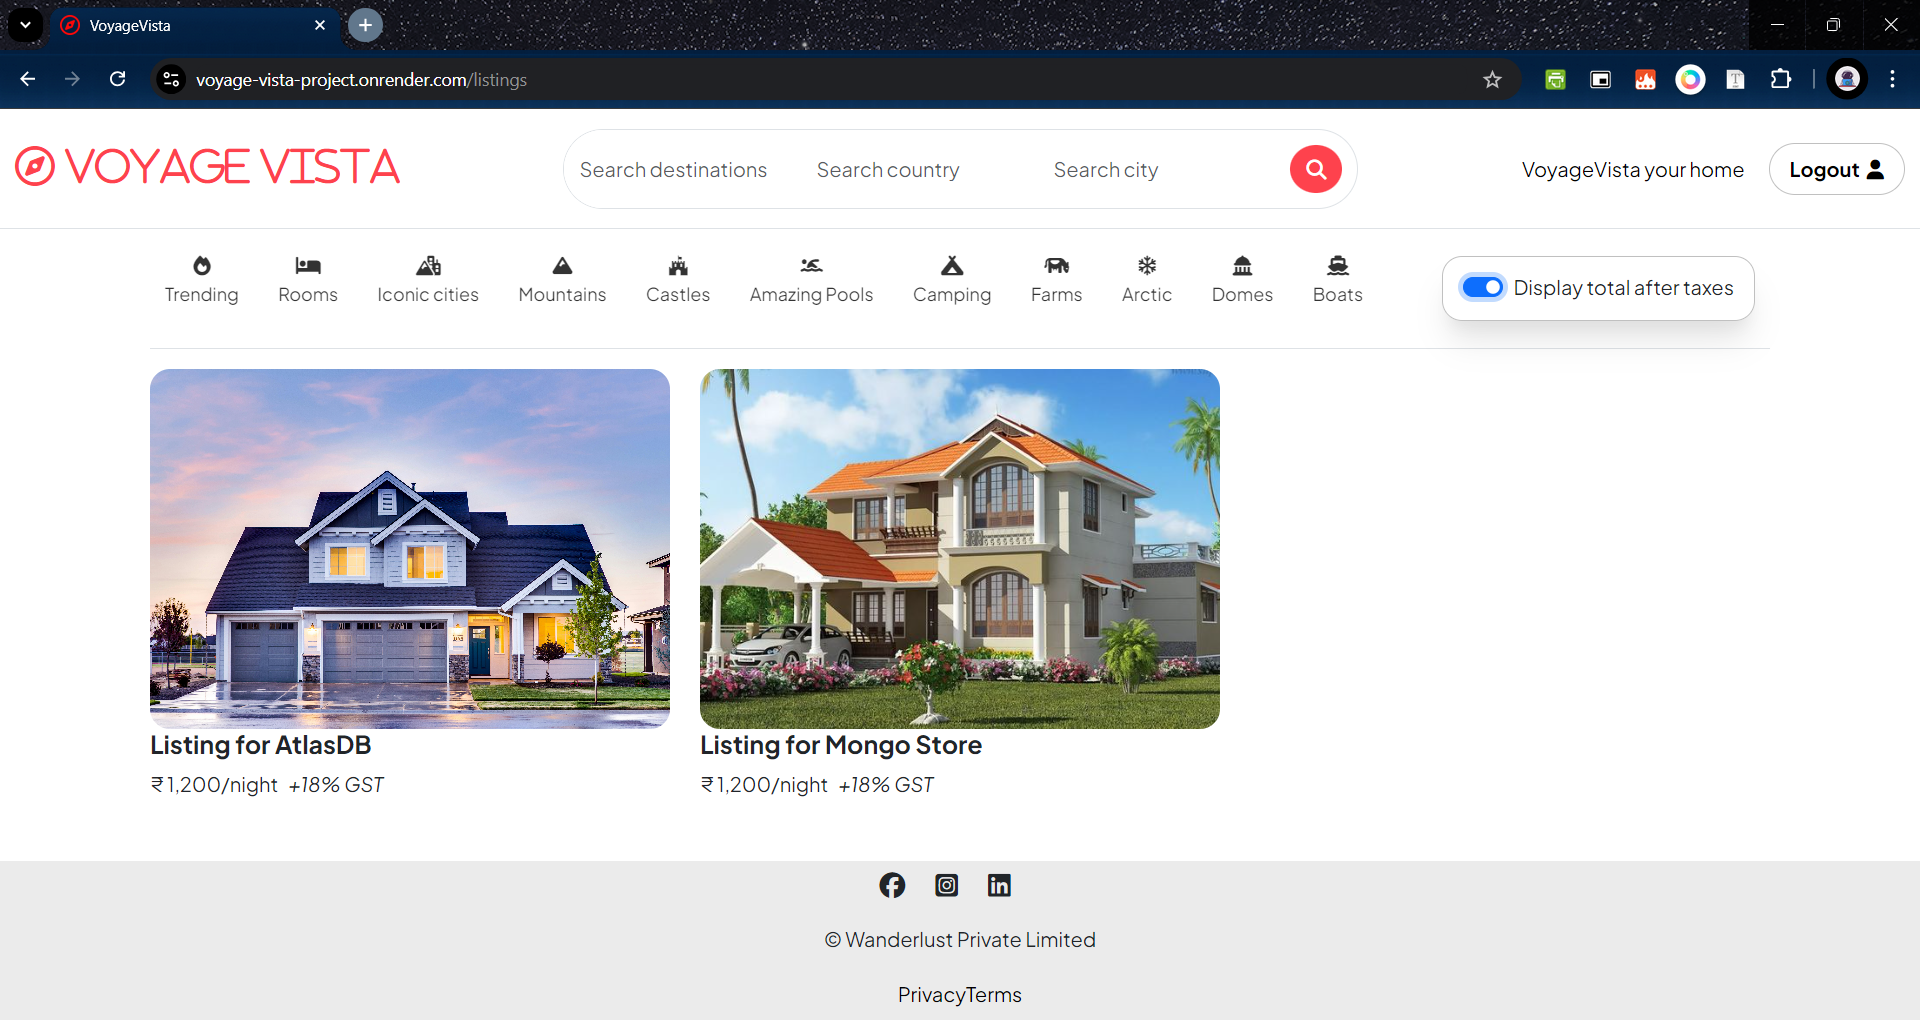 VoyageVista
voyage-vista-project.onrender.com/listings
VOYAGE VISTA
Search destinations
Search country
Search city
VoyageVista your home
Logout
Trending
Rooms
Iconic cities
Mountains
Castles
Amazing Pools
Camping
Farms
Arctic
Domes
Boats
Display total after taxes
Listing for AtlasDB
₹1,200/night +18% GST
Listing for Mongo Store
₹1,200/night +18% GST
© Wanderlust Private Limited
PrivacyTerms